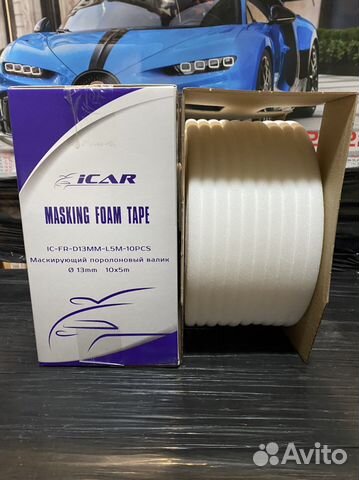 iCAR
MASKING FOAM TAPE
IC-FR-D13MM-L5M-10PCS
Маскирующий поролоновый валик
Ø 13mm 10x5m
Avito